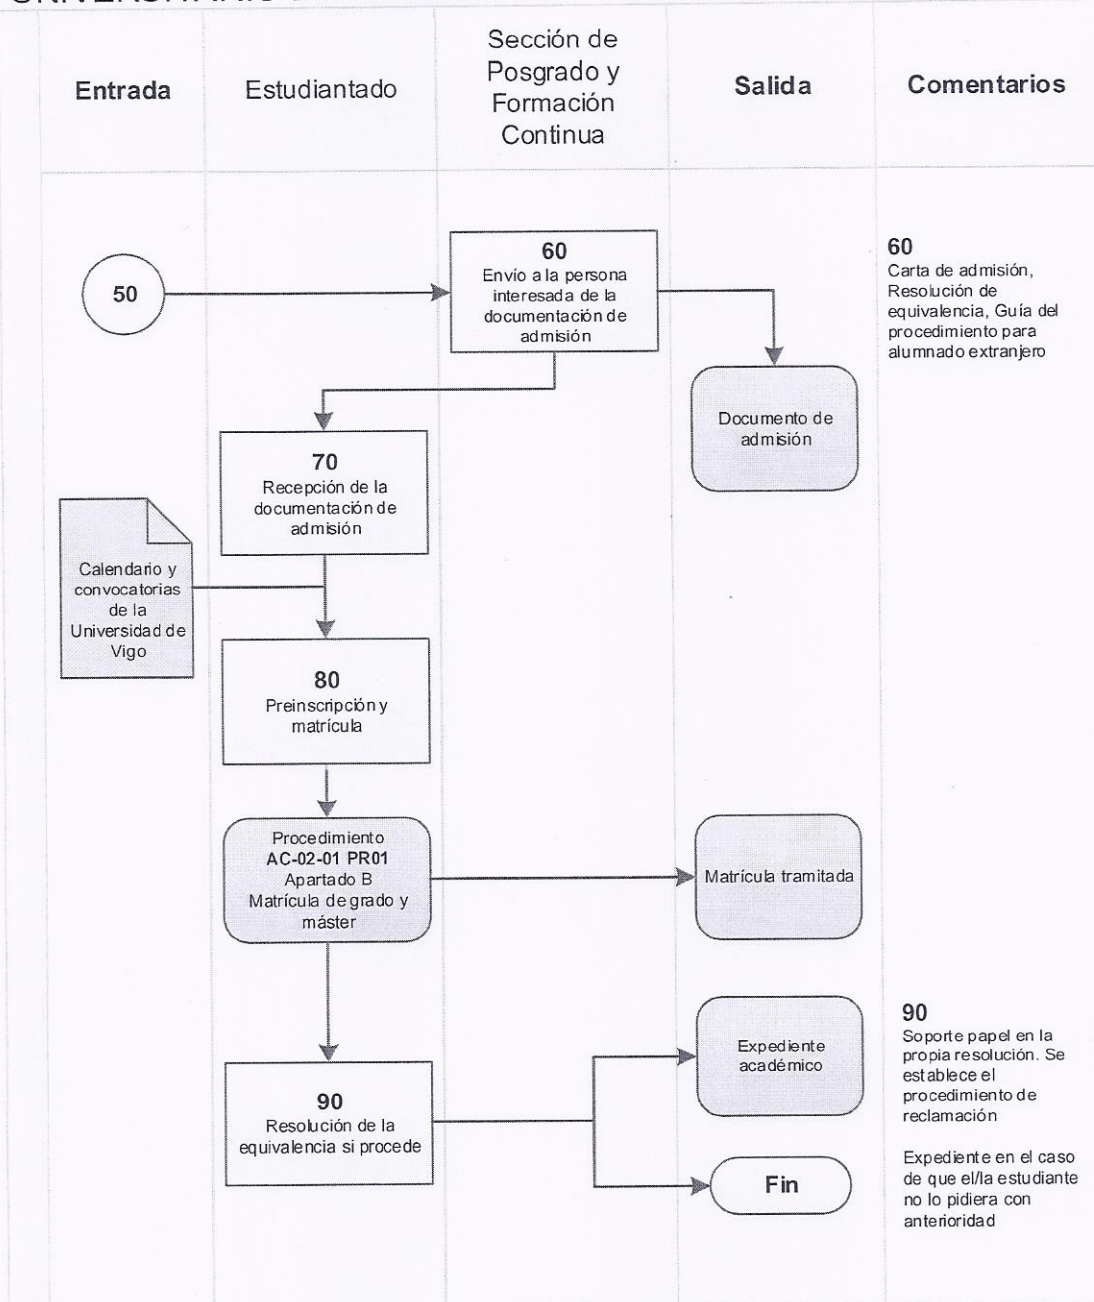 Entrada
Estudiantado
Sección de
Posgrado y
Formación
Continua
Salida
Comentarios
50
60
Envío a la persona
interesada de la
documentación de
admisión
60
Carta de admisión,
Resolución de
equivalencia, Guía del
procedimiento para
alumnado extranjero
Documento de
admisión
70
Recepción de la
documentación de
admisión
Calendario y
convocatorias
de la
Universidad de
Vigo
80
Preinscripción y
matrícula
Procedimiento
AC-02-01 PR01
Apartado B
Matrícula de grado y
máster
Matrícula tramitada
90
Resolución de la
equivalencia si procede
Expediente
académico
Fin
90
Soporte papel en la
propia resolución. Se
establece el
procedimiento de
reclamación
Expediente en el caso
de que el/la estudiante
no lo pidiera con
anterioridad